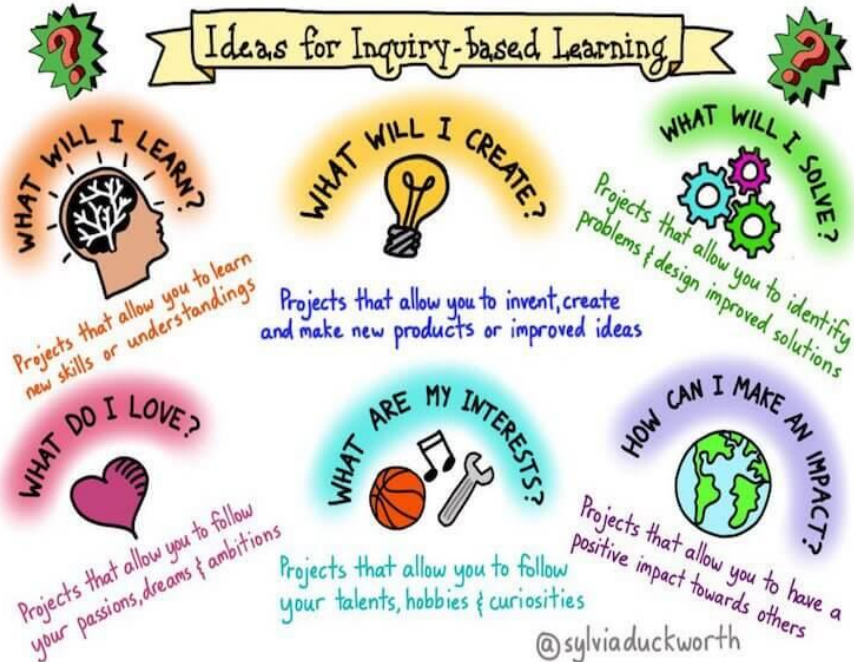 Ideas for Inquiry-based Learning
WHAT WILL I LEARN?
Projects that allow you to learn
new skills or understandings
WHAT WILL I CREATE?
Projects that allow you to invent, create
and make new products or improved ideas
WHAT WILL I SOLVE?
Projects that allow you to identify
problems & design improved solutions
WHAT DO I LOVE?
Projects that allow you to follow
your passions, dreams & ambitions
WHAT ARE MY INTERESTS?
Projects that allow you to follow
your talents, hobbies & curiosities
HOW CAN I MAKE AN IMPACT?
Projects that allow you to have a
positive impact towards others
@sylviaduckworth